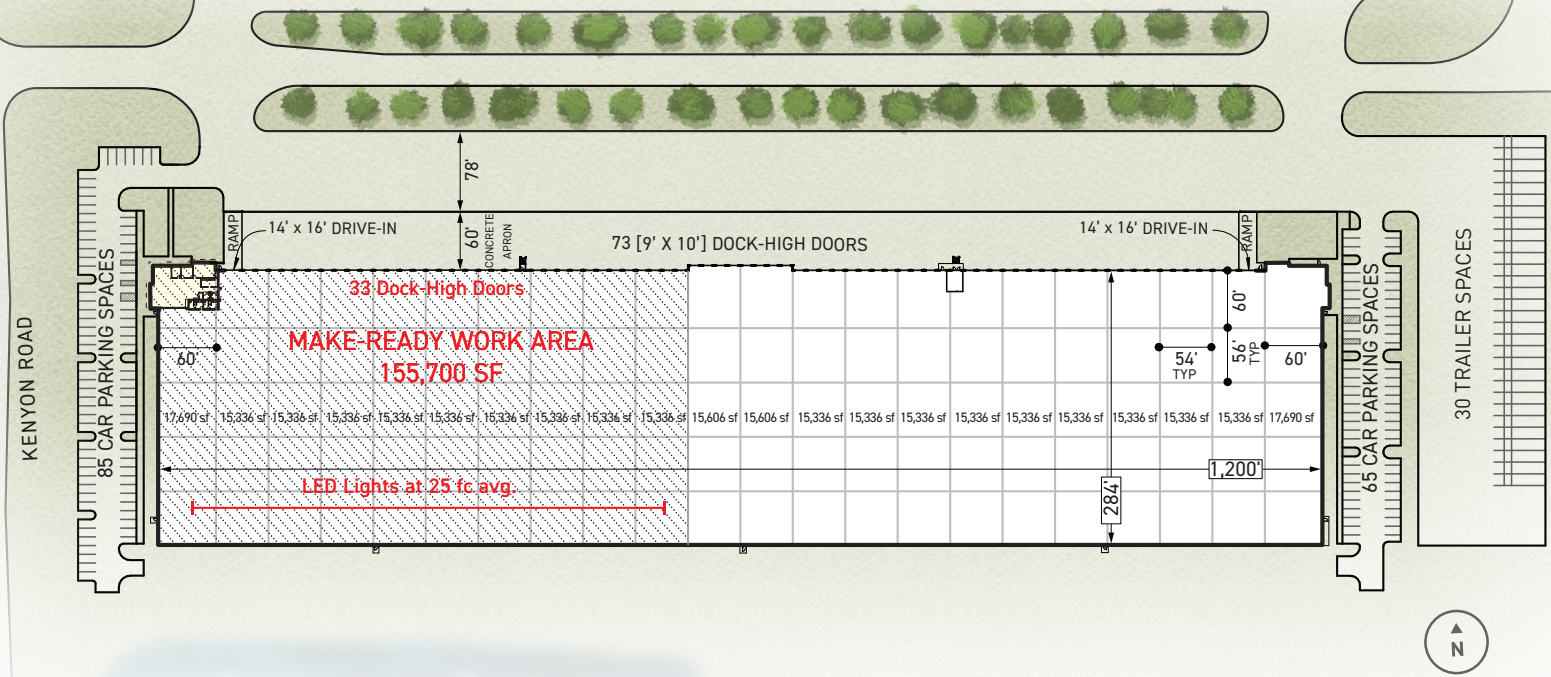 78'
RAMP
14' x 16' DRIVE-IN
60'
CONCRETE
APRON
73 [9' X 10'] DOCK-HIGH DOORS
14' x 16' DRIVE-IN
RAMP
33 Dock-High Doors
MAKE-READY WORK AREA
155,700 SF
60'
60'
56'
TYP
54'
TYP
60'
KENYON ROAD
85 CAR PARKING SPACES
65 CAR PARKING SPACES
30 TRAILER SPACES
17,690 sf 15,336 sf 15,336 sf 15,336 sf 15,336 sf 15,336 sf 15,336 sf 15,336 sf 15,336 sf 15,336 sf 15,606 sf 15,606 sf 15,336 sf 15,336 sf 15,336 sf 15,336 sf 15,336 sf 15,336 sf 15,336 sf 15,336 sf 15,336 sf 17,690 sf
1,200'
LED Lights at 25 fc avg.
284'
N